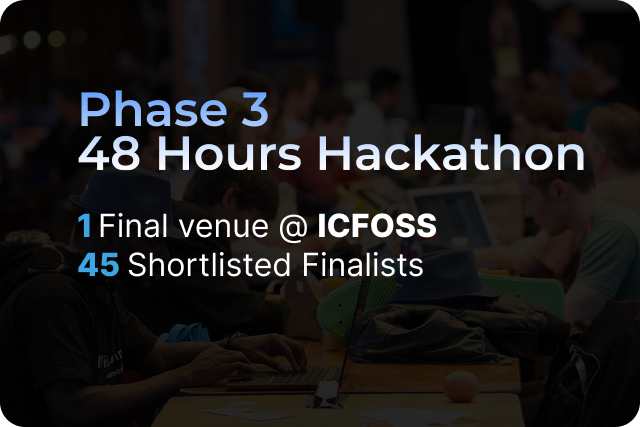 Phase 3
48 Hours Hackathon
1 Final venue @ ICFOSS
45 Shortlisted Finalists